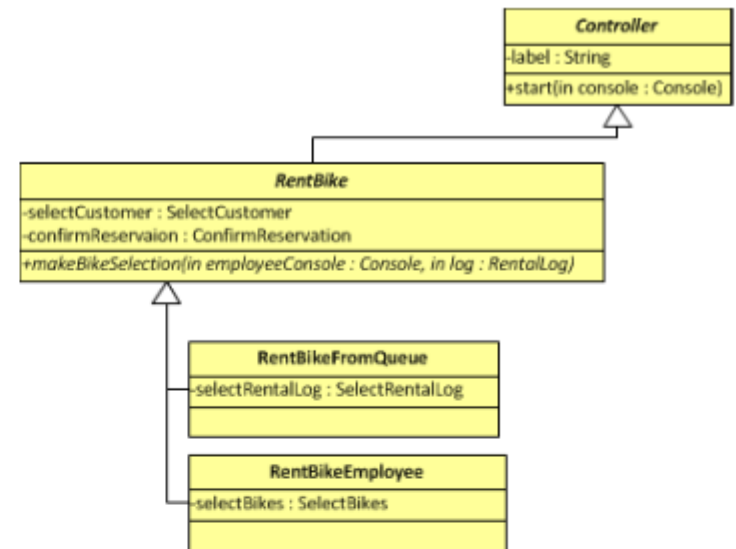 Controller
-label : String
+start(in console : Console)
RentBike
-selectCustomer : SelectCustomer
-confirmReservaion : ConfirmReservation
+makeBikeSelection(in employeeConsole : Console, in log : RentalLog)
RentBikeFromQueue
-selectRentalLog : SelectRentalLog
RentBikeEmployee
-selectBikes : SelectBikes